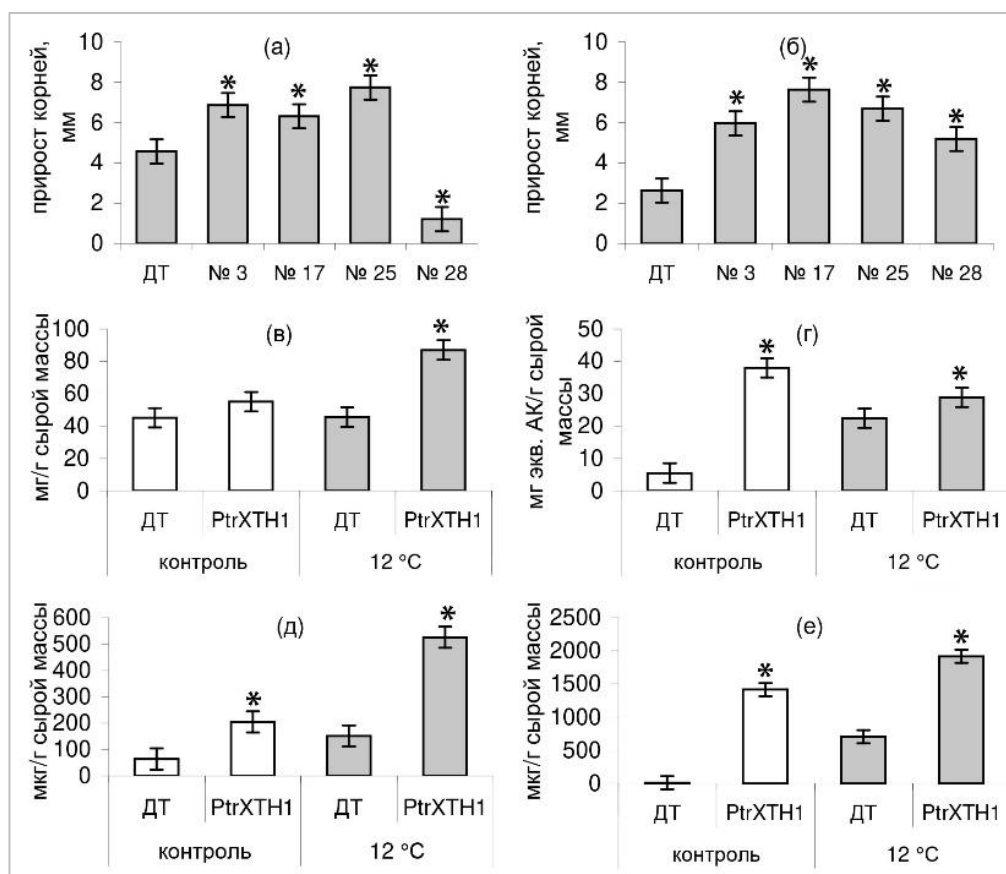 (а)
прирост корней,
мм
10
8
6
4
2
0
* * * *
ДТ № 3 № 17 № 25 № 28
(б)
прирост корней,
мм
10
8
6
4
2
0
* * * *
ДТ № 3 № 17 № 25 № 28
(в)
мг/г сырой массы
100
80
60
40
20
0
*
ДТ PtrXTH1 ДТ PtrXTH1
контроль 12 °C
(г)
мг экв. АК/г сырой
массы
50
40
30
20
10
0
* *
ДТ PtrXTH1 ДТ PtrXTH1
контроль 12 °C
(д)
мкг/г сырой массы
600
500
400
300
200
100
0
* *
ДТ PtrXTH1 ДТ PtrXTH1
контроль 12 °C
(е)
мкг/г сырой массы
2500
2000
1500
1000
500
0
* *
ДТ PtrXTH1 ДТ PtrXTH1
контроль 12 °C